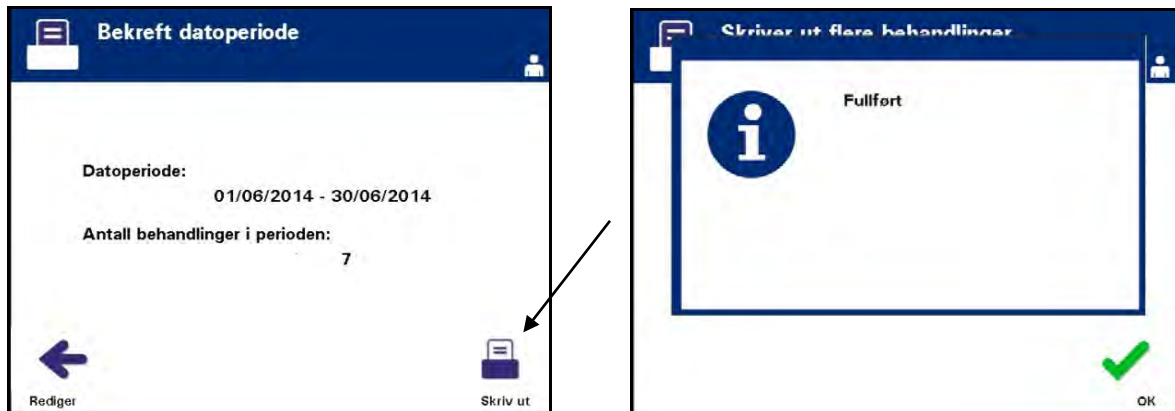 Bekreft datoperiode
Datoperiode:
01/06/2014 - 30/06/2014
Antall behandlinger i perioden:
7
Rediger
Skriv ut
Skriver ut flere behandlinger
Fullført
OK